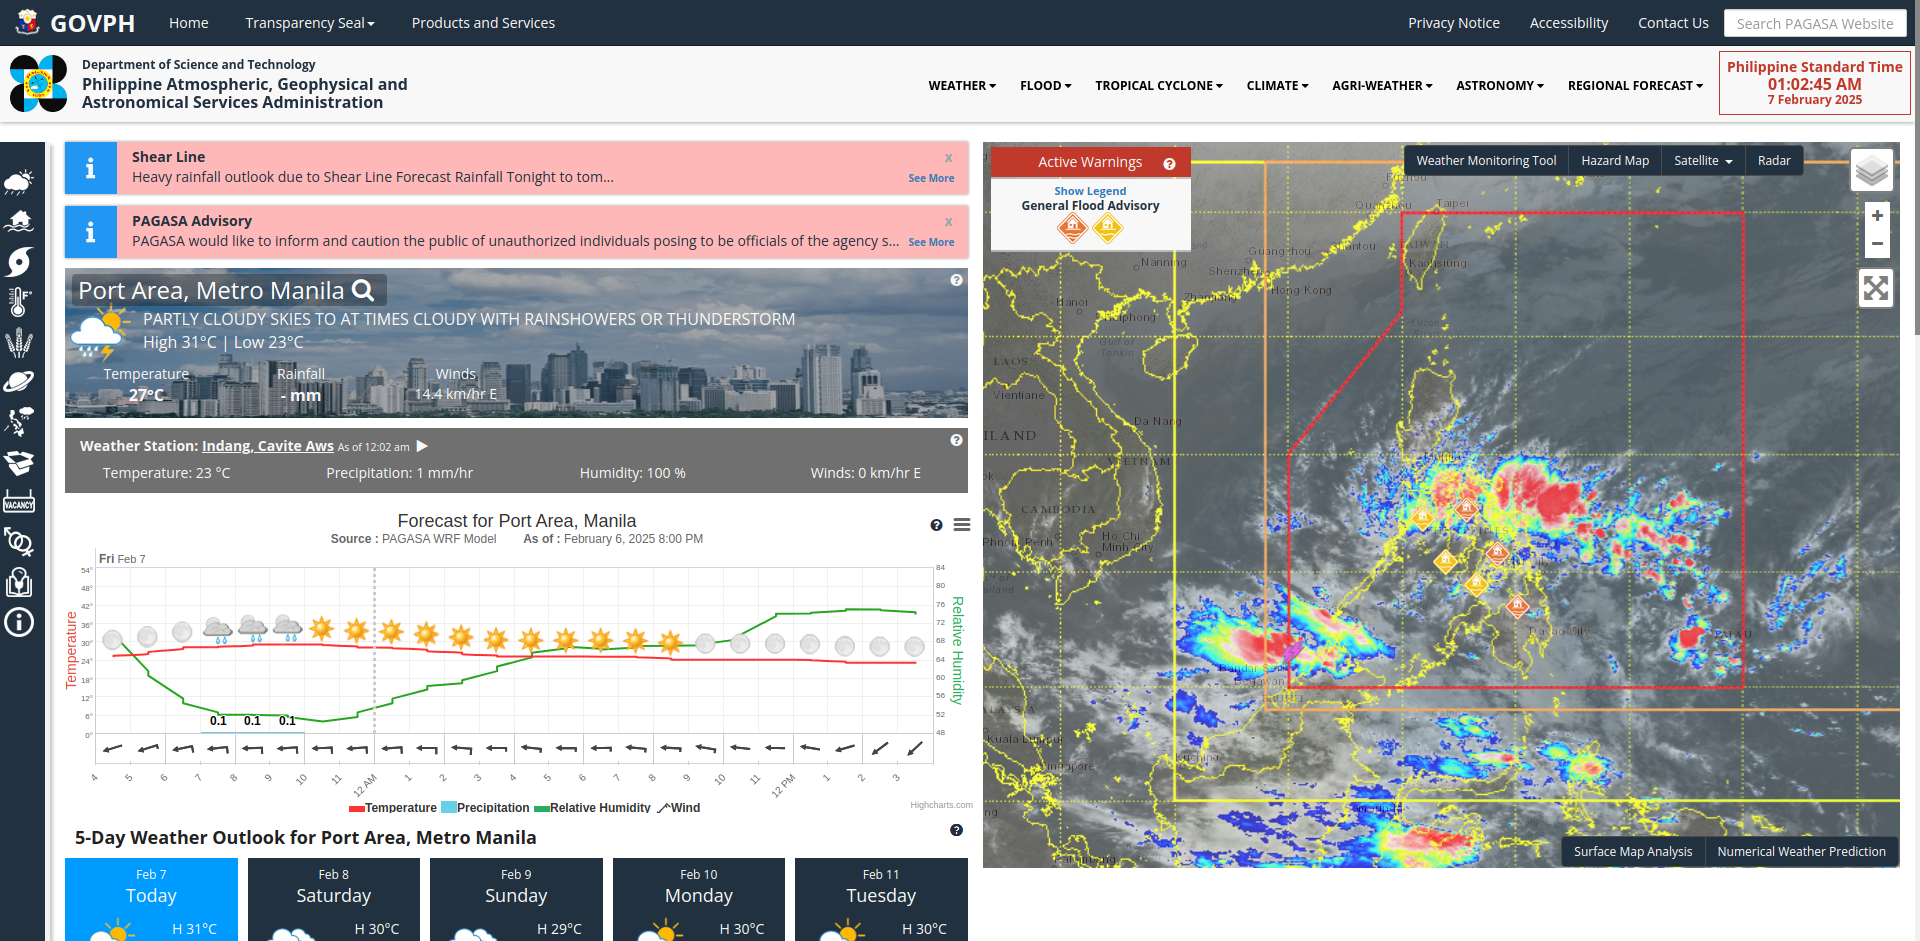 GOVPH
Home
Transparency Seal
Products and Services
Privacy Notice
Accessibility
Contact Us
Search PAGASA Website
Department of Science and Technology
Philippine Atmospheric, Geophysical and
Astronomical Services Administration
WEATHER
FLOOD
TROPICAL CYCLONE
CLIMATE
AGRI-WEATHER
ASTRONOMY
REGIONAL FORECAST
Philippine Standard Time
01:02:45 AM
7 February 2025
VACANCY
Shear Line
x
Heavy rainfall outlook due to Shear Line Forecast Rainfall Tonight to tom...
See More
PAGASA Advisory
x
PAGASA would like to inform and caution the public of unauthorized individuals posing to be officials of the agency s...
See More
Port Area, Metro Manila
PARTLY CLOUDY SKIES TO AT TIMES CLOUDY WITH RAINSHOWERS OR THUNDERSTORM
High 31°C | Low 23°C
Temperature
Rainfall
Winds
27°C
- mm
14.4 km/hr E
Weather Station: Indang, Cavite Aws As of 12:02 am
Temperature: 23 °C
Precipitation: 1 mm/hr
Humidity: 100 %
Winds: 0 km/hr E
Forecast for Port Area, Manila
Source : PAGASA WRF Model
As of : February 6, 2025 8:00 PM
Fri Feb 7
54°
48°
42°
36°
30°
24°
18°
12°
6°
0°
Temperature
84
80
76
72
68
64
60
56
52
48
Relative Humidity
0.1
0.1
0.1
4
5
6
7
8
9
10
11
12 AM
1
2
3
4
5
6
7
8
9
10
11
12 PM
1
2
3
Temperature
Precipitation
Relative Humidity
Wind
Highcharts.com
5-Day Weather Outlook for Port Area, Metro Manila
Feb 7
Today
H 31°C
Feb 8
Saturday
H 30°C
Feb 9
Sunday
H 29°C
Feb 10
Monday
H 30°C
Feb 11
Tuesday
H 30°C
Active Warnings
Show Legend
General Flood Advisory
Weather Monitoring Tool
Hazard Map
Satellite
Radar
+
−
Taipei
TAIWAN
Kaohsiung
Guangzhou
Shantou
Nanning
Shenzhen
Hong Kong
Zhanjiang
Hanoi
Haiphong
Gulf of
Tonkin
LAOS
Vientiane
Da Nang
VIETNAM
CAMBODIA
Ho Chi
Minh City
Davao City
PALAU
Bandar Seri
Begawan
Kuala Lumpur
Singapore
Kuching
Samarinda
Surface Map Analysis
Numerical Weather Prediction